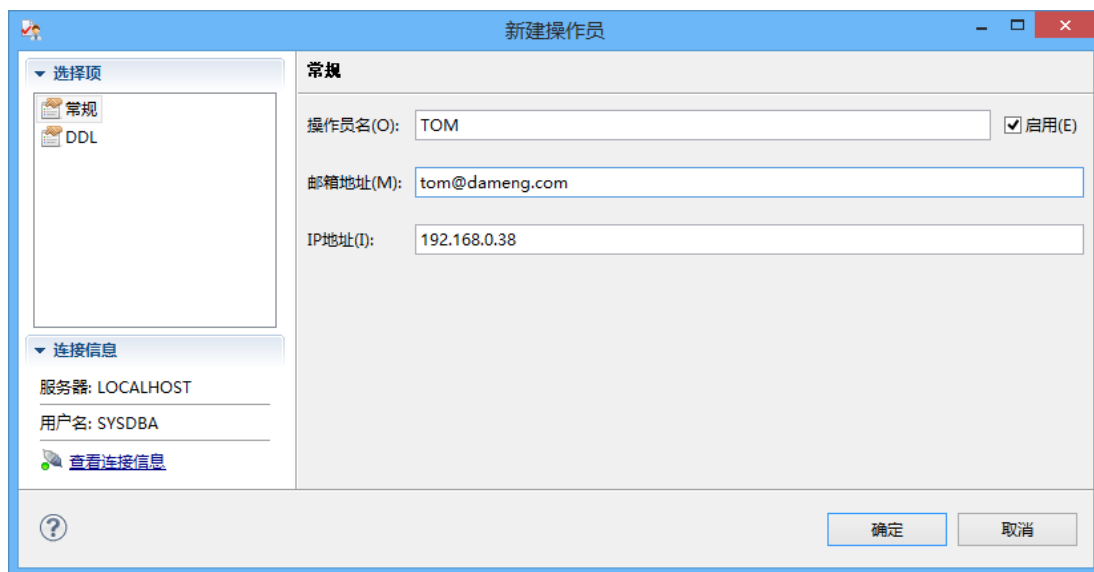 新建操作员
选择项
常规
DDL
连接信息
服务器: LOCALHOST
用户名: SYSDBA
查看连接信息
常规
操作员名(O): TOM 启用(E)
邮箱地址(M): tom@dameng.com
IP地址(I): 192.168.0.38
确定 取消